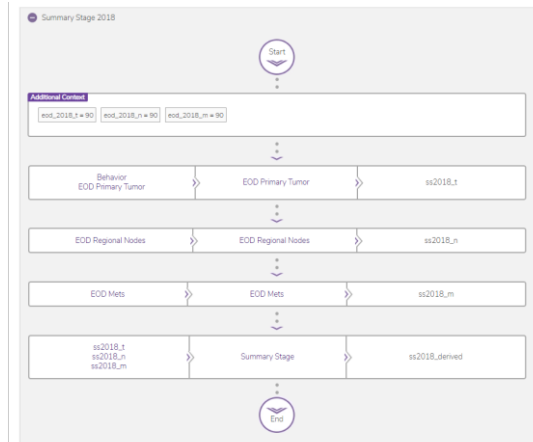 Summary Stage 2018
Start
Additional Context
eod_2018_t = 90 eod_2018_n = 90 eod_2018_m = 90
Behavior
EOD Primary Tumor
EOD Primary Tumor
ss2018_t
EOD Regional Nodes
EOD Regional Nodes
ss2018_n
EOD Mets
EOD Mets
ss2018_m
ss2018_t
ss2018_n
ss2018_m
Summary Stage
ss2018_derived
End